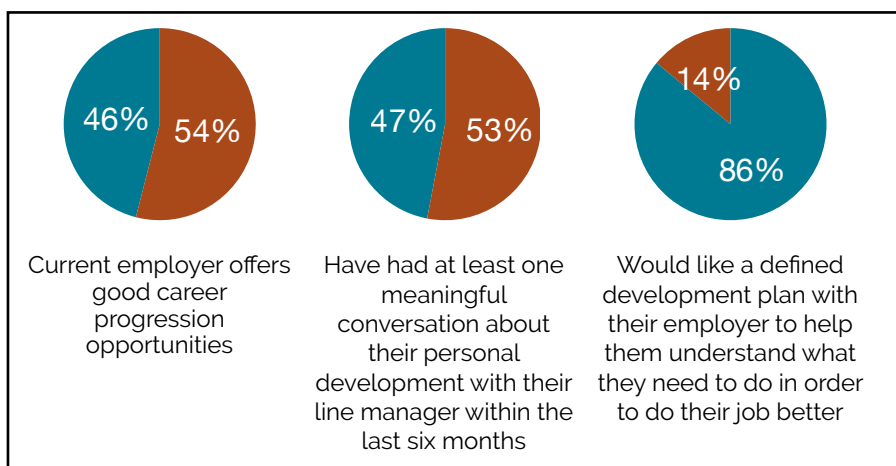 46%
54%
47%
53%
14%
86%
Current employer offers
good career
progression
opportunities
Have had at least one
meaningful
conversation about
their personal
development with their
line manager within the
last six months
Would like a defined
development plan with
their employer to help
them understand what
they need to do in order
to do their job better